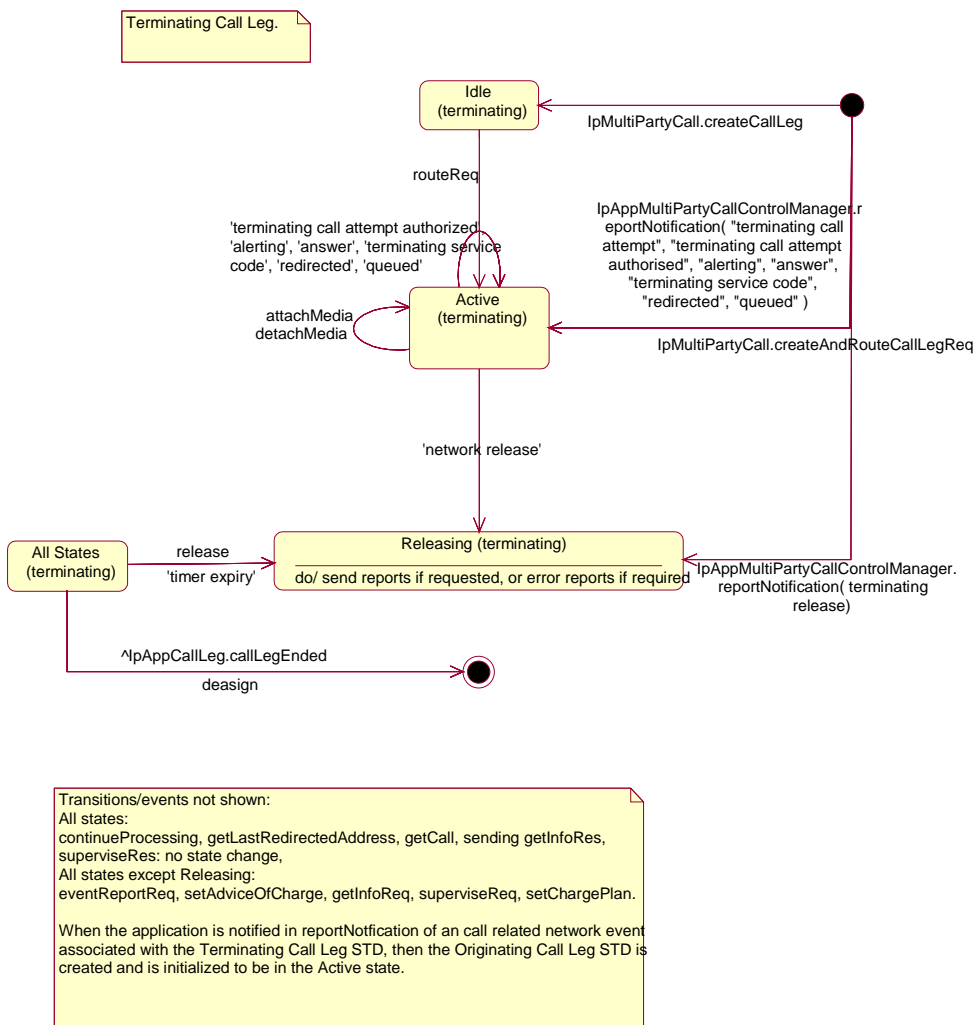 Terminating Call Leg.
Idle
(terminating)
IpMultiPartyCall.createCallLeg
routeReq
IpAppMultiPartyCallControlManager.r
eportNotification( "terminating call
attempt", "terminating call attempt
authorised", "alerting", "answer",
"terminating service code",
"redirected", "queued" )
'terminating call attempt authorized',
'alerting', 'answer', 'terminating service
code', 'redirected', 'queued'
Active
(terminating)
attachMedia
detachMedia
IpMultiPartyCall.createAndRouteCallLegReq
'network release'
All States
(terminating)
release
'timer expiry'
Releasing (terminating)
do/ send reports if requested, or error reports if required
IpAppMultiPartyCallControlManager.
reportNotification( terminating
release)
^IpAppCallLeg.callLegEnded
deasign
Transitions/events not shown:
All states:
continueProcessing, getLastRedirectedAddress, getCall, sending getInfoRes,
superviseRes: no state change,
All states except Releasing:
eventReportReq, setAdviceOfCharge, getInfoReq, superviseReq, setChargePlan.
When the application is notified in reportNotfication of an call related network event
associated with the Terminating Call Leg STD, then the Originating Call Leg STD is
created and is initialized to be in the Active state.